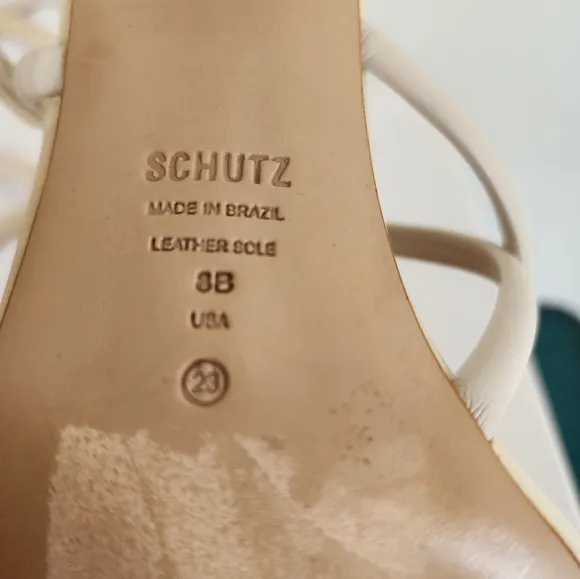 SCHUTZ
MADE IN BRAZIL
LEATHER SOLE
8B
USA
23